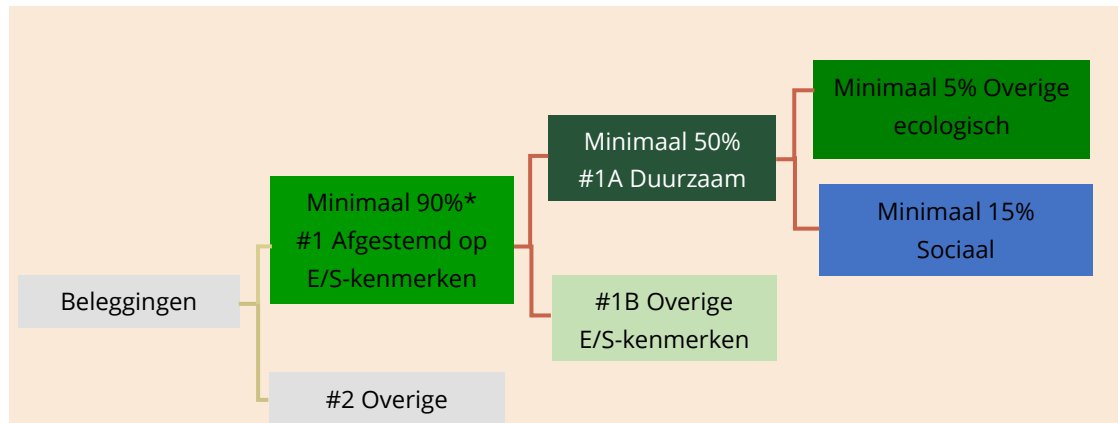 Beleggingen
Minimaal 90%*
#1 Afgestemd op
E/S-kenmerken
#2 Overige
Minimaal 50%
#1A Duurzaam
#1B Overige
E/S-kenmerken
Minimaal 5% Overige
ecologisch
Minimaal 15%
Sociaal